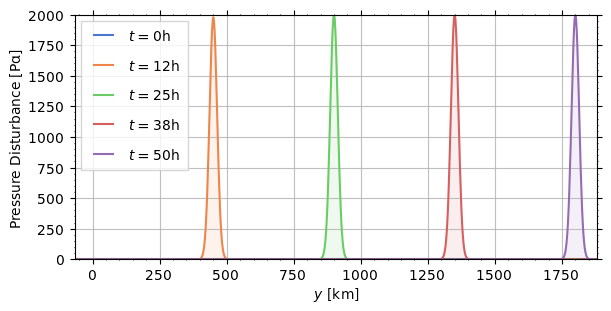 2000
1750
1500
1250
1000
750
500
250
0
Pressure Disturbance [Pα]
t = 0h
t = 12h
t = 25h
t = 38h
t = 50h
0 250 500 750 1000 1250 1500 1750
y [km]